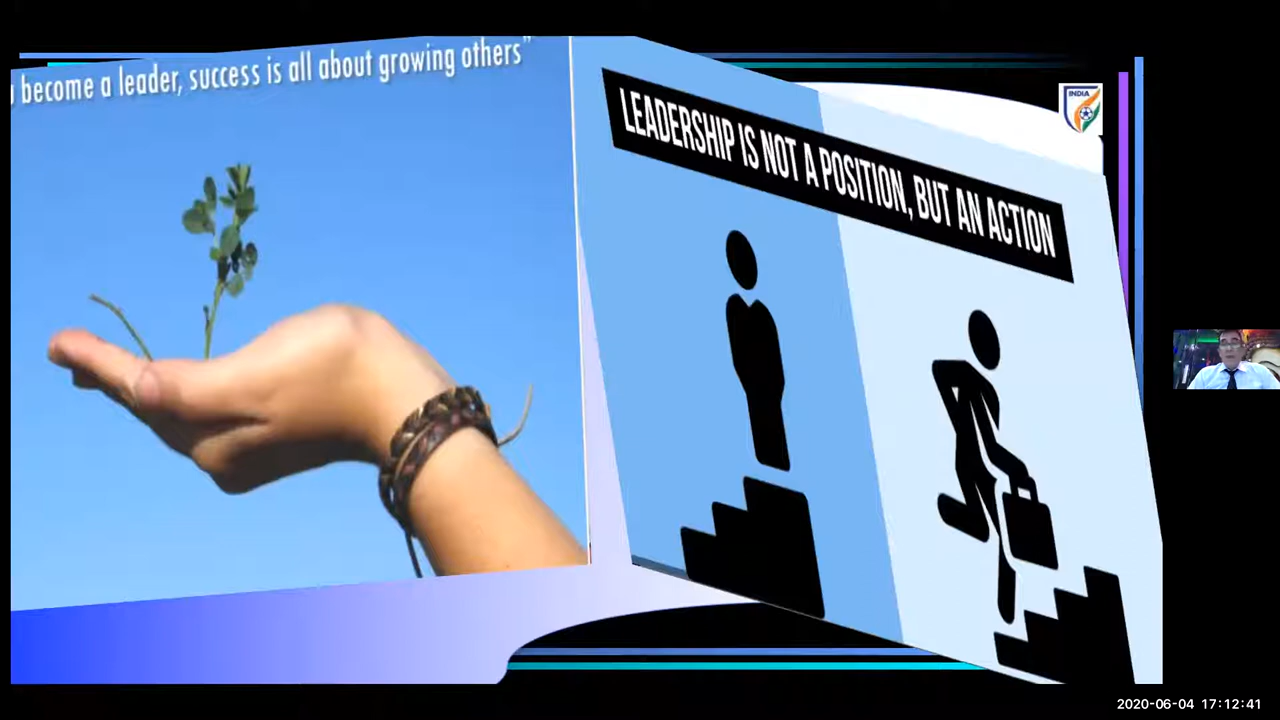 become a leader, success is all about growing others"
LEADERSHIP IS NOT A POSITION, BUT AN ACTION
INDIA
2020-06-04 17:12:41